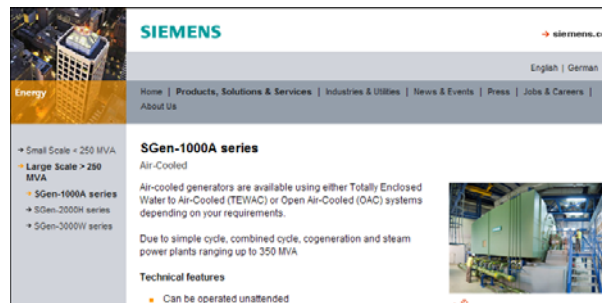 SIEMENS
siemens.co
English | German
Energy
Home | Products, Solutions & Services | Industries & Utilities | News & Events | Press | Jobs & Careers |
About Us
Small Scale < 250 MVA
Large Scale > 250
MVA
SGen-1000A series
SGen-2000H series
SGen-3000W series
SGen-1000A series
Air-Cooled
Air-cooled generators are available using either Totally Enclosed
Water to Air-Cooled (TEWAC) or Open Air-Cooled (OAC) systems
depending on your requirements.
Due to simple cycle, combined cycle, cogeneration and steam
power plants ranging up to 350 MVA
Technical features
Can be operated unattended